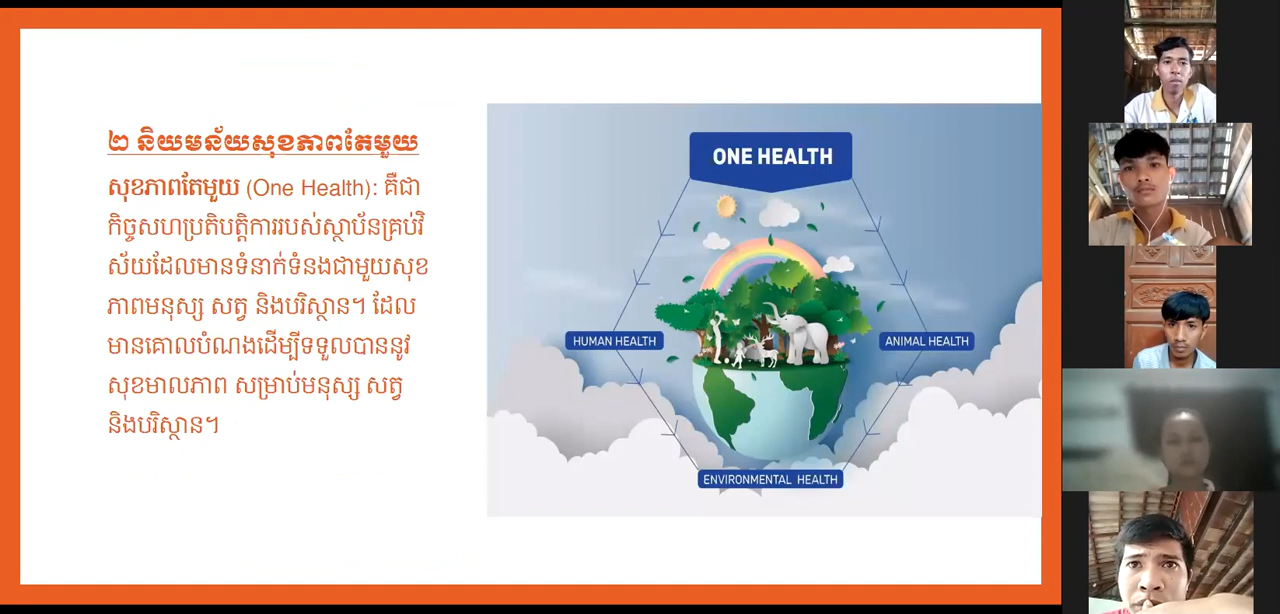 ២ និយមន័យសុខភាពតែមួយ
សុខភាពតែមួយ (One Health): គឺជា
កិច្ចសហប្រតិបត្តិការរបស់ស្ថាប័នគ្រប់វិ
ស័យដែលមានទំនាក់ទំនងជាមួយសុខ
ភាពមនុស្ស សត្វ និងបរិស្ថាន។ ដែល
មានគោលបំណងដើម្បីទទួលបាននូវ
សុខមាលភាព សម្រាប់មនុស្ស សត្វ
និងបរិស្ថាន។
ONE HEALTH
HUMAN HEALTH
ANIMAL HEALTH
ENVIRONMENTAL HEALTH